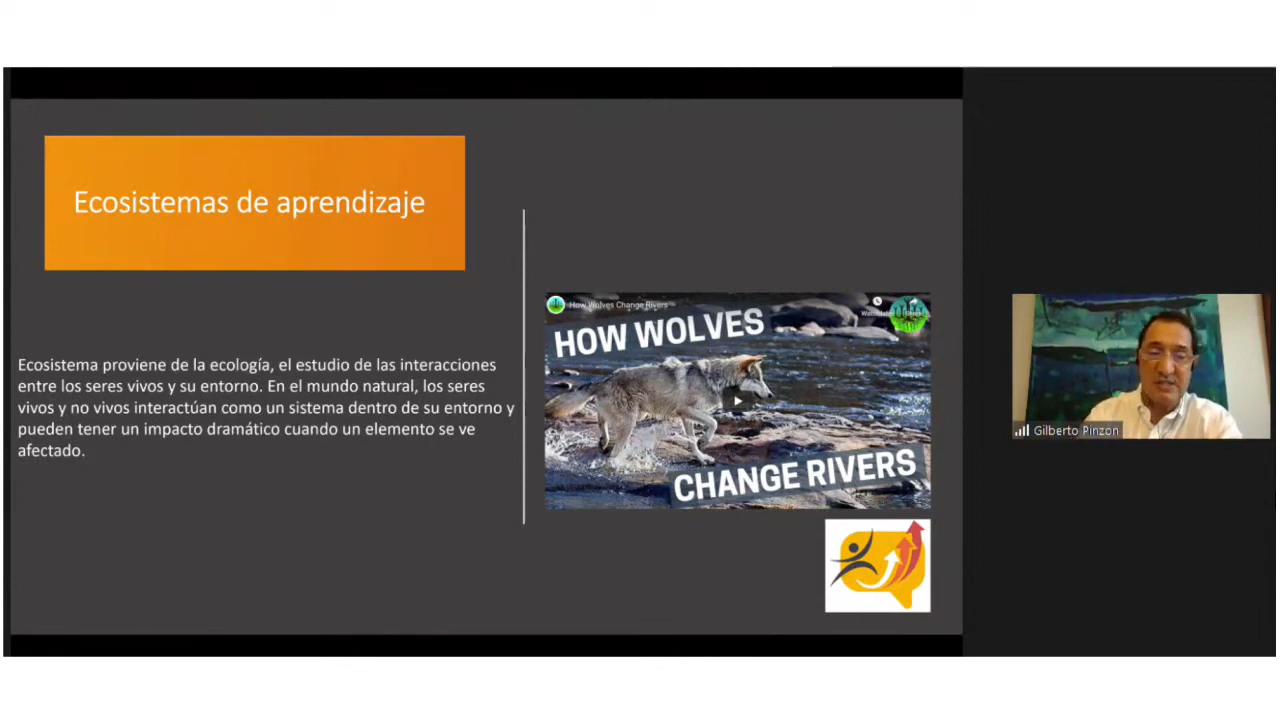 Ecosistemas de aprendizaje
Ecosistema proviene de la ecología, el estudio de las interacciones
entre los seres vivos y su entorno. En el mundo natural, los seres
vivos y no vivos interactúan como un sistema dentro de su entorno y
pueden tener un impacto dramático cuando un elemento se ve
afectado.
How Wolves Change Rivers
HOW WOLVES
CHANGE RIVERS
Gilberto Pinzon